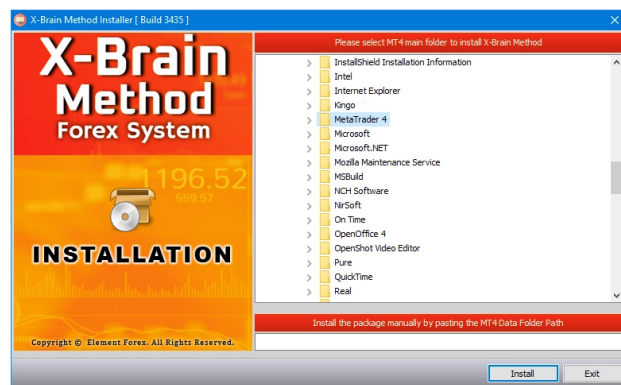 X-Brain Method Installer [ Build 3435 ]
X-Brain
Method
Forex System
1196.52
559.57
INSTALLATION
Copyright © Element Forex. All Rights Reserved.
Please select MT4 main folder to install X-Brain Method
InstallShield Installation Information
Intel
Internet Explorer
Kingo
MetaTrader 4
Microsoft
Microsoft.NET
Mozilla Maintenance Service
MSBuild
NCH Software
NirSoft
On Time
OpenOffice 4
OpenShot Video Editor
Pure
QuickTime
Real
Install the package manually by pasting the MT4 Data Folder Path
Install
Exit